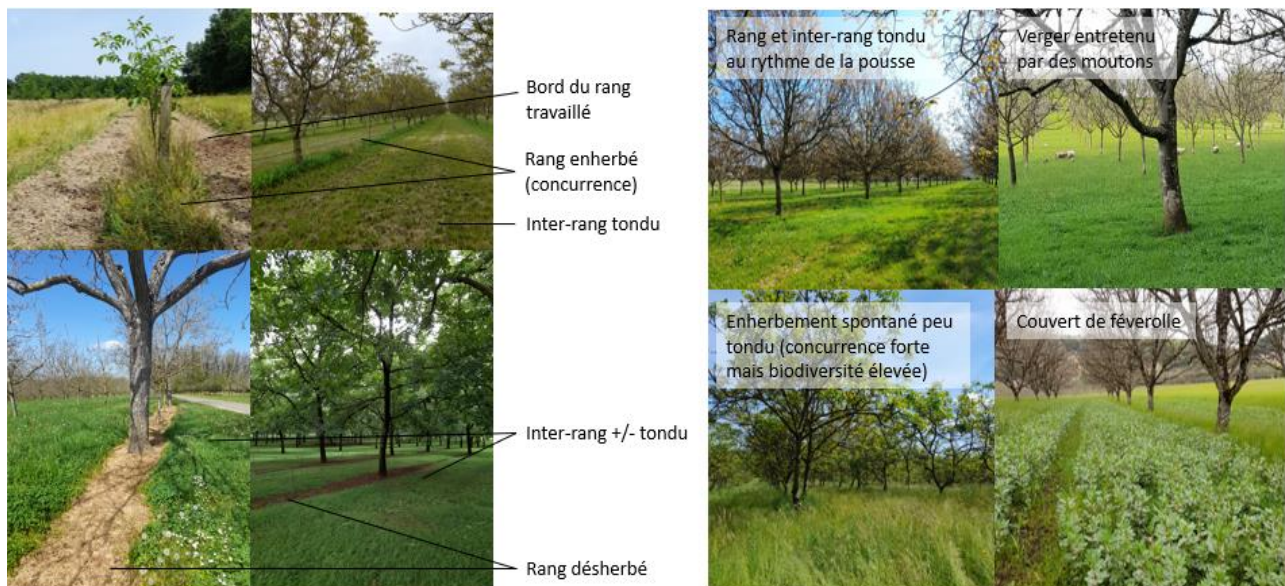 Bord du rang
travaillé
Rang enherbé
(concurrence)
Inter-rang tondu
Inter-rang +/- tondu
Rang désherbé
Rang et inter-rang tondu
au rythme de la pousse
Verger entretenu
par des moutons
Enherbement spontané peu
tondu (concurrence forte
mais biodiversité élevée)
Couvert de féverolle